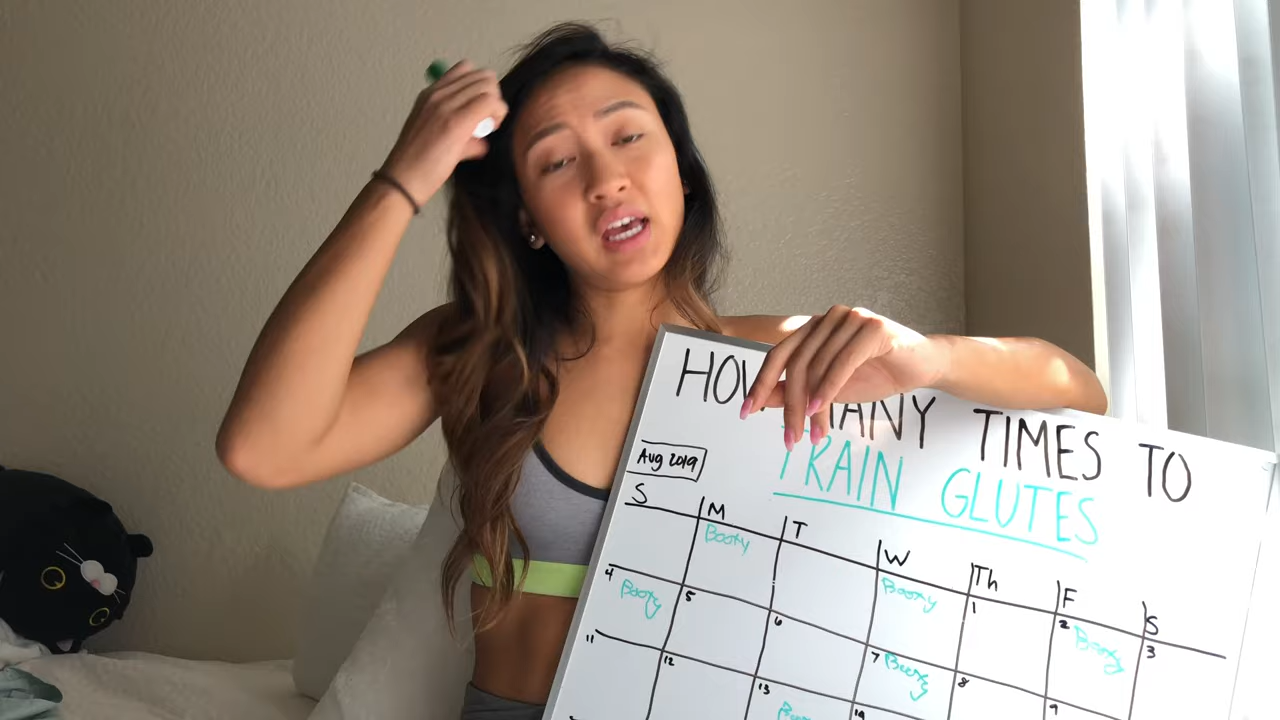 HOW MANY TIMES TO
TRAIN GLUTES
Aug 2019
S M T W Th F S
Booty Booty 1 2 Booty 3
4 Booty 5 6 7 Booty 8 9
11 12 13 Booty 14